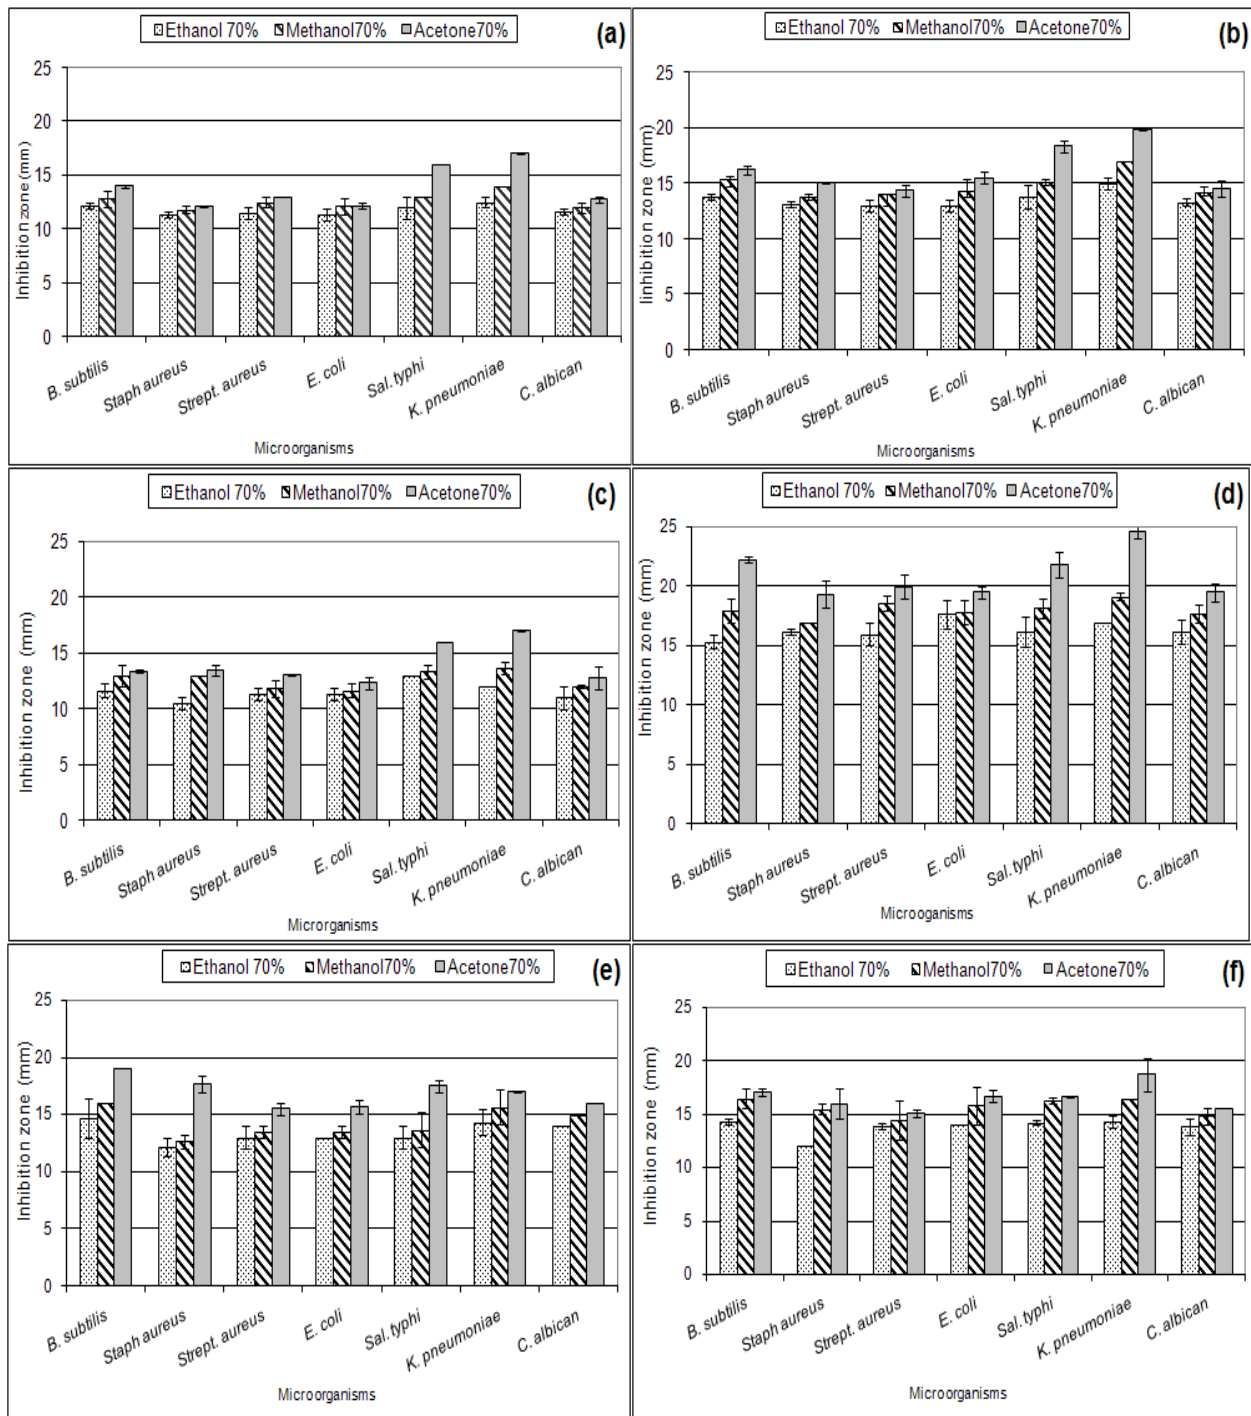 Ethanol 70% Methanol70% Acetone70% (a)
25
20
15
10
5
0
Inhibition zone (mm)
B. subtilis Staph aureus Strept. aureus E. coli Sal. typhi K. pneumoniae C. albican
Microorganisms
Ethanol 70% Methanol70% Acetone70% (b)
25
20
15
10
5
0
Iinhibition zone (mm)
B. subtilis Staph aureus Strept. aureus E. coli Sal. typhi K. pneumoniae C. albican
Microorganisms
Ethanol 70% Methanol70% Acetone70% (c)
25
20
15
10
5
0
Inhibition zone (mm)
B. subtilis Staph aureus Strept. aureus E. coli Sal. typhi K. pneumoniae C. albican
Microrganisms
Ethanol 70% Methanol70% Acetone70% (d)
25
20
15
10
5
0
Inhibition zone (mm)
B. subtilis Staph aureus Strept. aureus E. coli Sal. typhi K. pneumoniae C. albican
Microoganisms
Ethanol 70% Methanol70% Acetone70% (e)
25
20
15
10
5
0
Inhibition zone (mm)
B. subtilis Staph aureus Strept. aureus E. coli Sal. typhi K. pneumoniae C. albican
Microorganisms
Ethanol 70% Methanol70% Acetone70% (f)
25
20
15
10
5
0
Inhibition zone (mm)
B. subtilis Staph aureus Strept. aureus E. coli Sal. typhi K. pneumoniae C. albican
Microorganisms